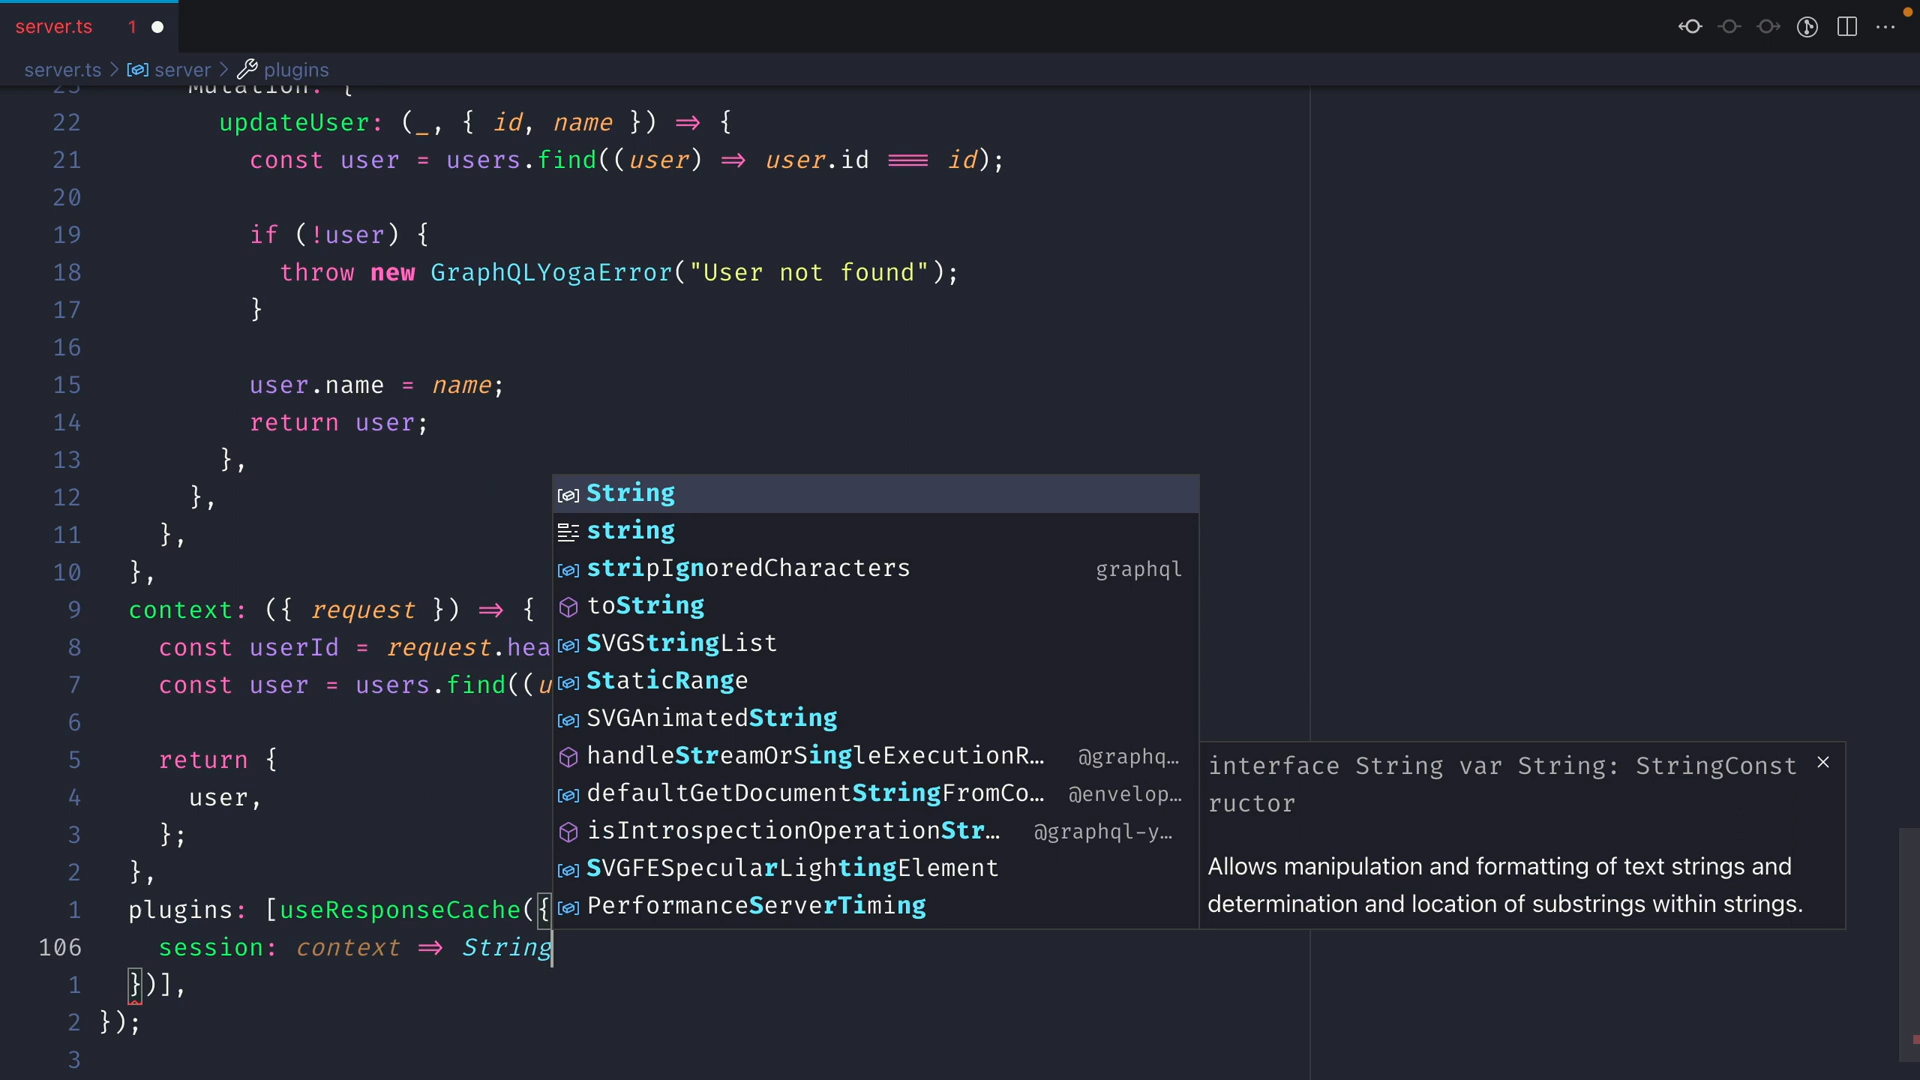 server.ts 1
server.ts > server > plugins
23 Mutation: {
22 updateUser: (_, { id, name }) => {
21 const user = users.find((user) => user.id === id);
20
19 if (!user) {
18 throw new GraphQLYogaError("User not found");
17 }
16
15 user.name = name;
14 return user;
13 },
12 },
11 },
10 },
9 context: ({ request }) => {
8 const userId = request.hea
7 const user = users.find((u
6
5 return {
4 user,
3 };
2 },
1 plugins: [useResponseCache({
106 session: context => String
1 })],
2 });
3
String
string
stripIgnoredCharacters graphql
toString
SVGStringList
StaticRange
SVGAnimatedString
handleStreamOrSingleExecutionR… @graphq…
defaultGetDocumentStringFromCo… @envelop…
isIntrospectionOperationStr… @graphql-y…
SVGFESpecularLightingElement
PerformanceServerTiming
interface String var String: StringConst
ructor
Allows manipulation and formatting of text strings and
determination and location of substrings within strings.